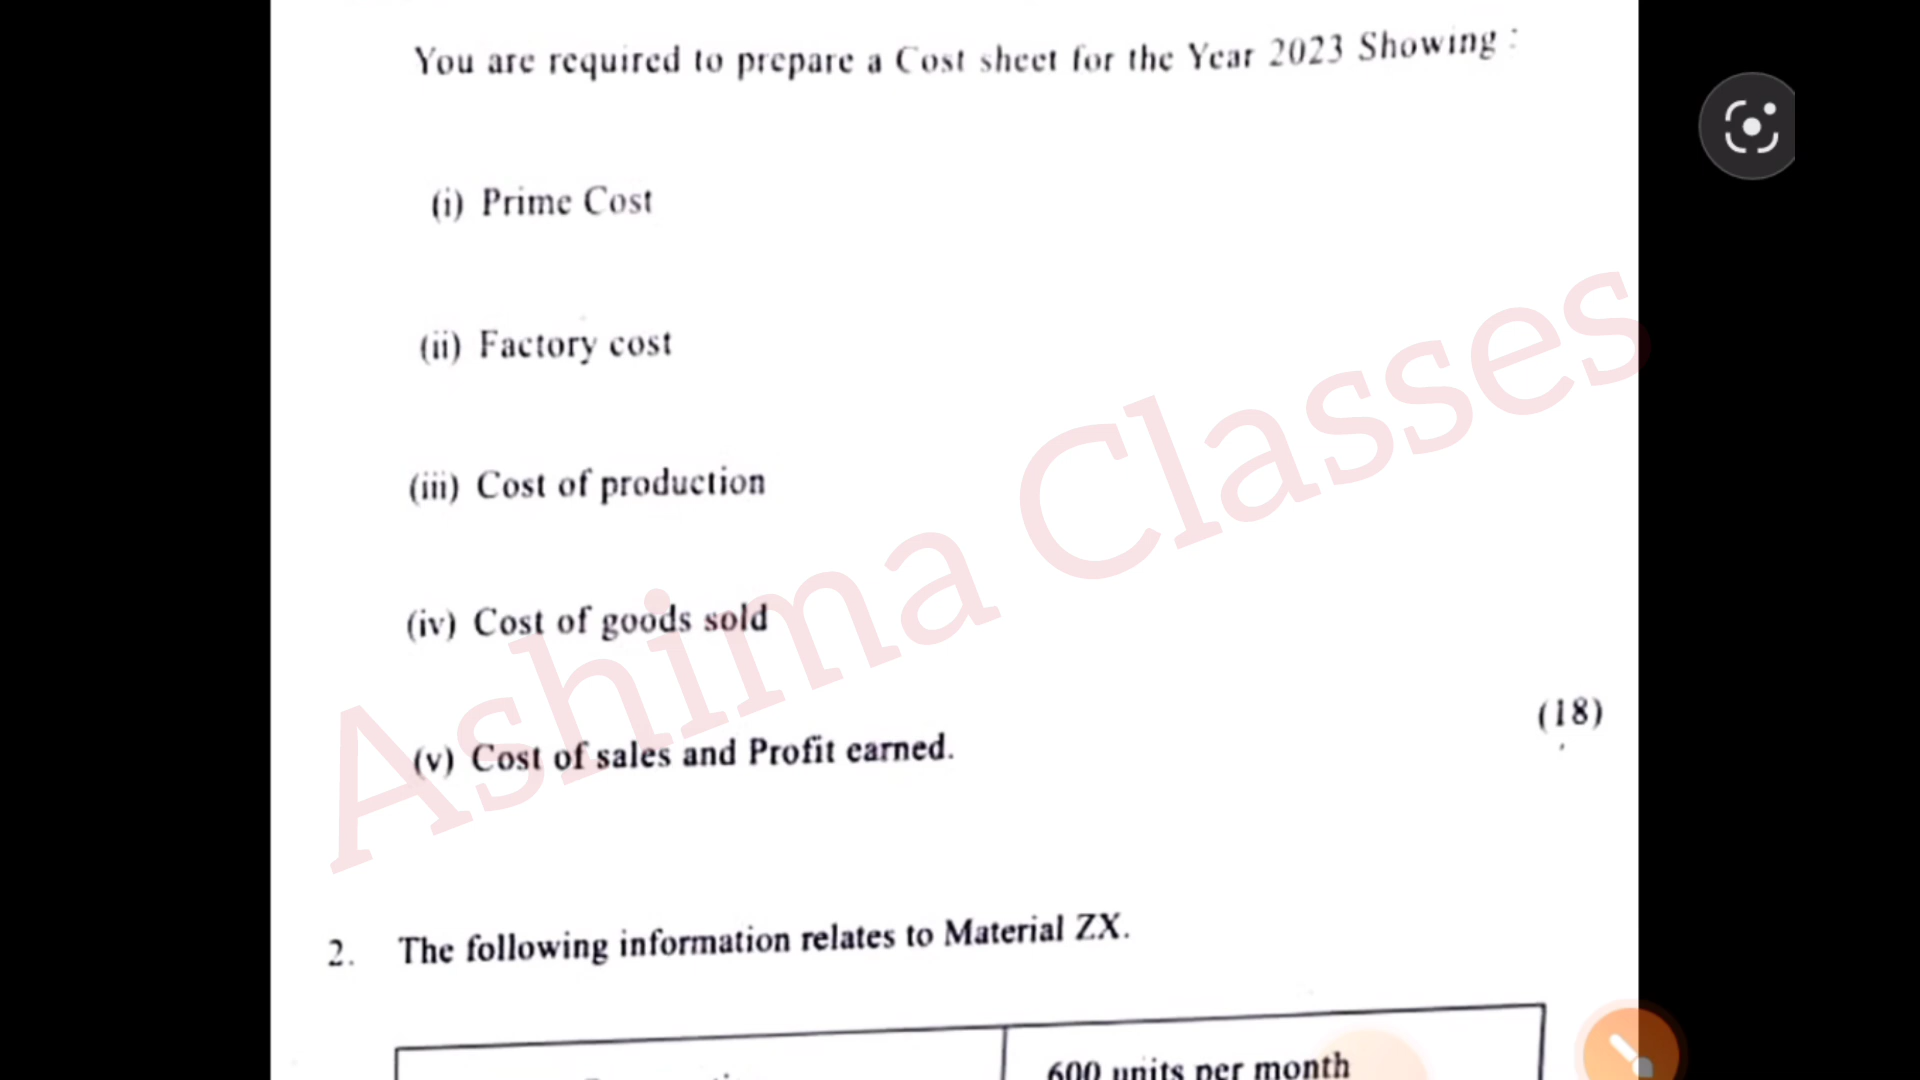 You are required to prepare a Cost sheet for the Year 2023 Showing :
(i) Prime Cost
(ii) Factory cost
(iii) Cost of production
(iv) Cost of goods sold
(v) Cost of sales and Profit earned.
(18)
Ashima Classes
2. The following information relates to Material ZX.
600 units per month